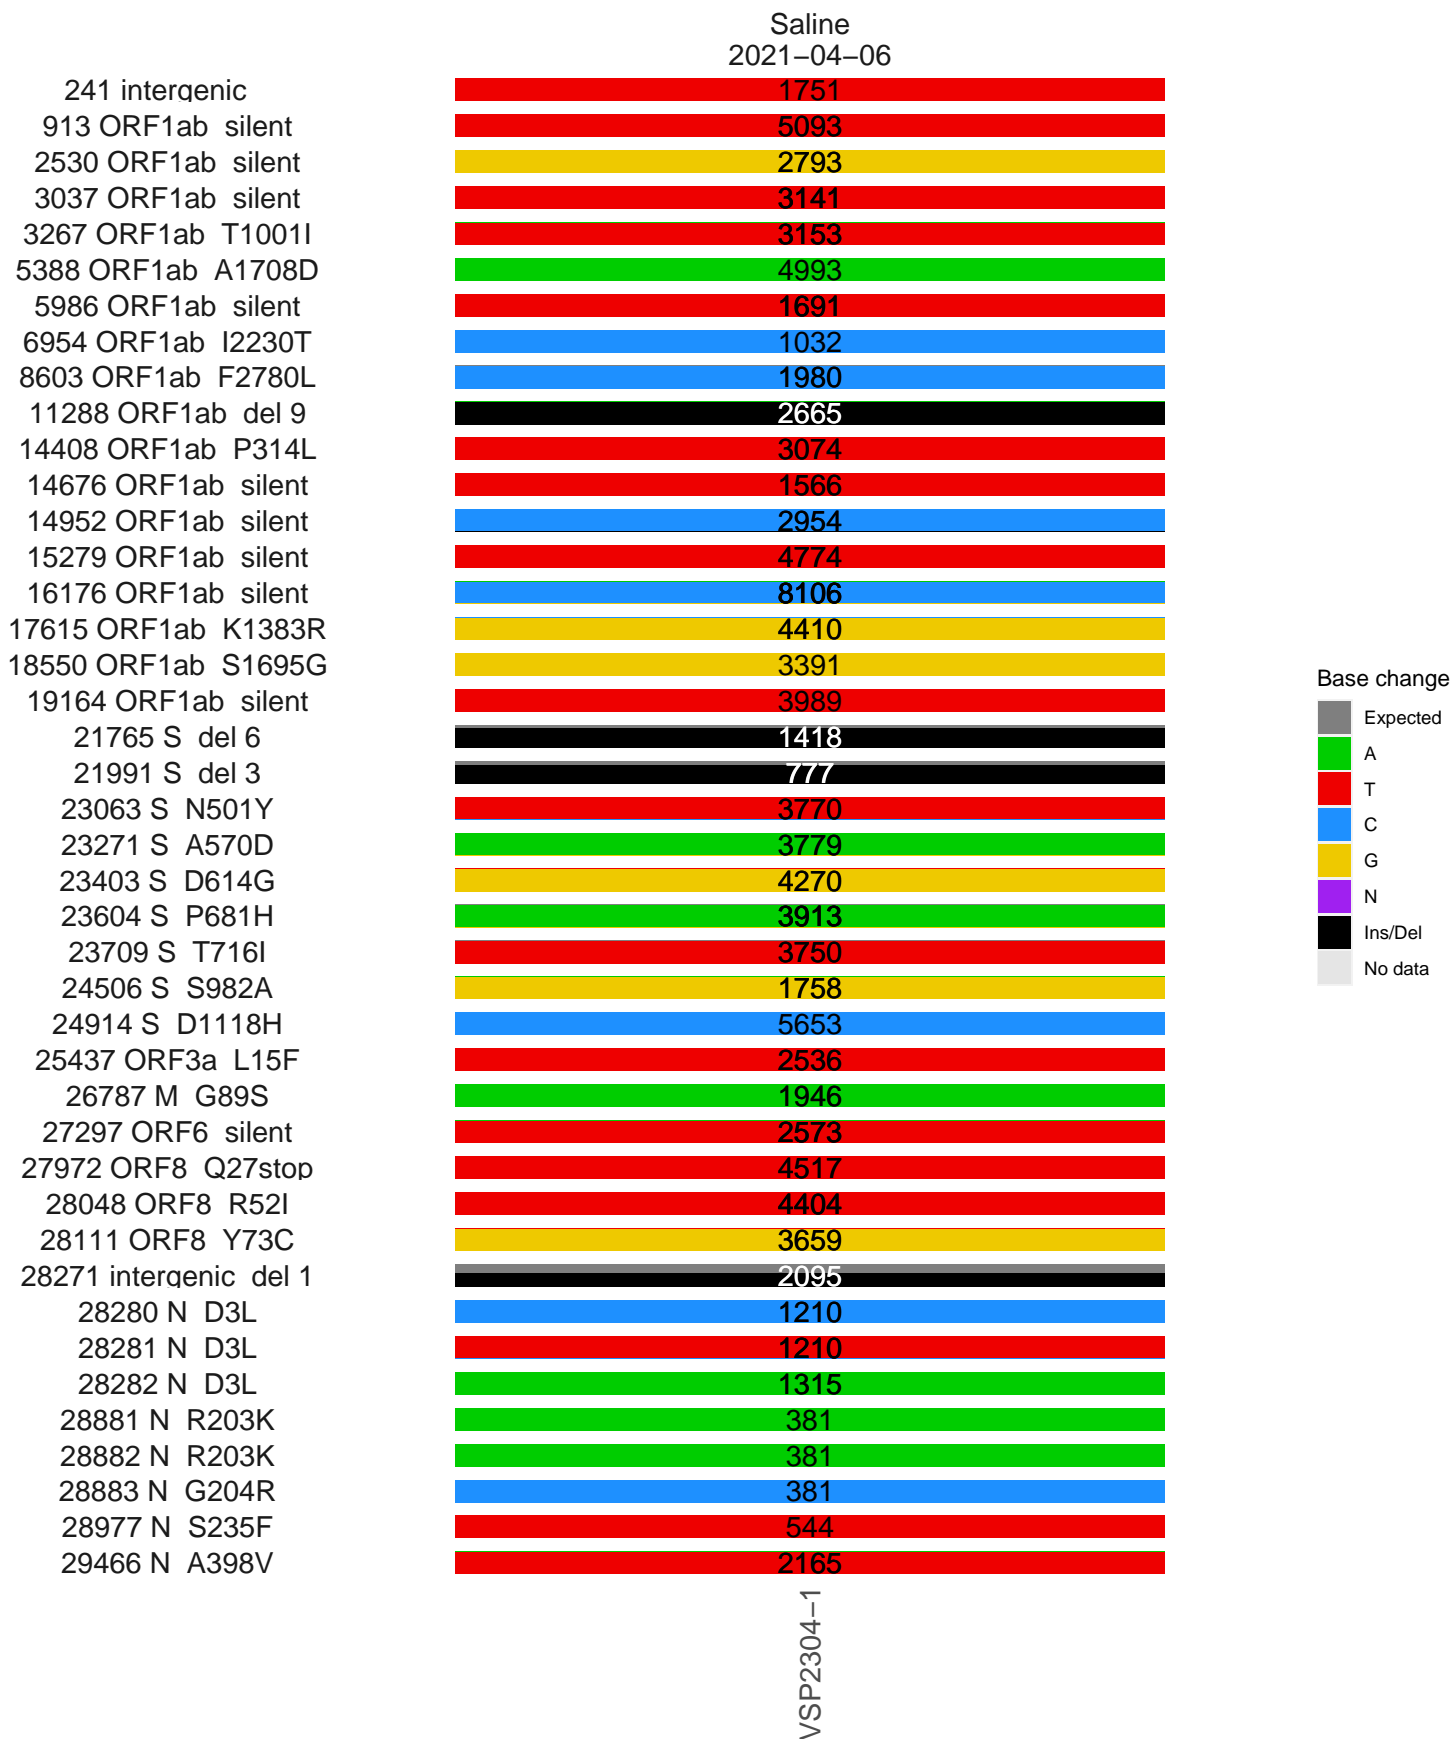 Saline
2021−04−06
241 intergenic 1751
913 ORF1ab silent 5093
2530 ORF1ab silent 2793
3037 ORF1ab silent 3141
3267 ORF1ab T1001I 3153
5388 ORF1ab A1708D 4993
5986 ORF1ab silent 1691
6954 ORF1ab I2230T 1032
8603 ORF1ab F2780L 1980
11288 ORF1ab del 9 2665
14408 ORF1ab P314L 3074
14676 ORF1ab silent 1566
14952 ORF1ab silent 2954
15279 ORF1ab silent 4774
16176 ORF1ab silent 8106
17615 ORF1ab K1383R 4410
18550 ORF1ab S1695G 3391
19164 ORF1ab silent 3989
21765 S del 6 1418
21991 S del 3 777
23063 S N501Y 3770
23271 S A570D 3779
23403 S D614G 4270
23604 S P681H 3913
23709 S T716I 3750
24506 S S982A 1758
24914 S D1118H 5653
25437 ORF3a L15F 2536
26787 M G89S 1946
27297 ORF6 silent 2573
27972 ORF8 Q27stop 4517
28048 ORF8 R52I 4404
28111 ORF8 Y73C 3659
28271 intergenic del 1 2095
28280 N D3L 1210
28281 N D3L 1210
28282 N D3L 1315
28881 N R203K 381
28882 N R203K 381
28883 N G204R 381
28977 N S235F 544
29466 N A398V 2165
VSP2304−1
Base change
Expected
A
T
C
G
N
Ins/Del
No data